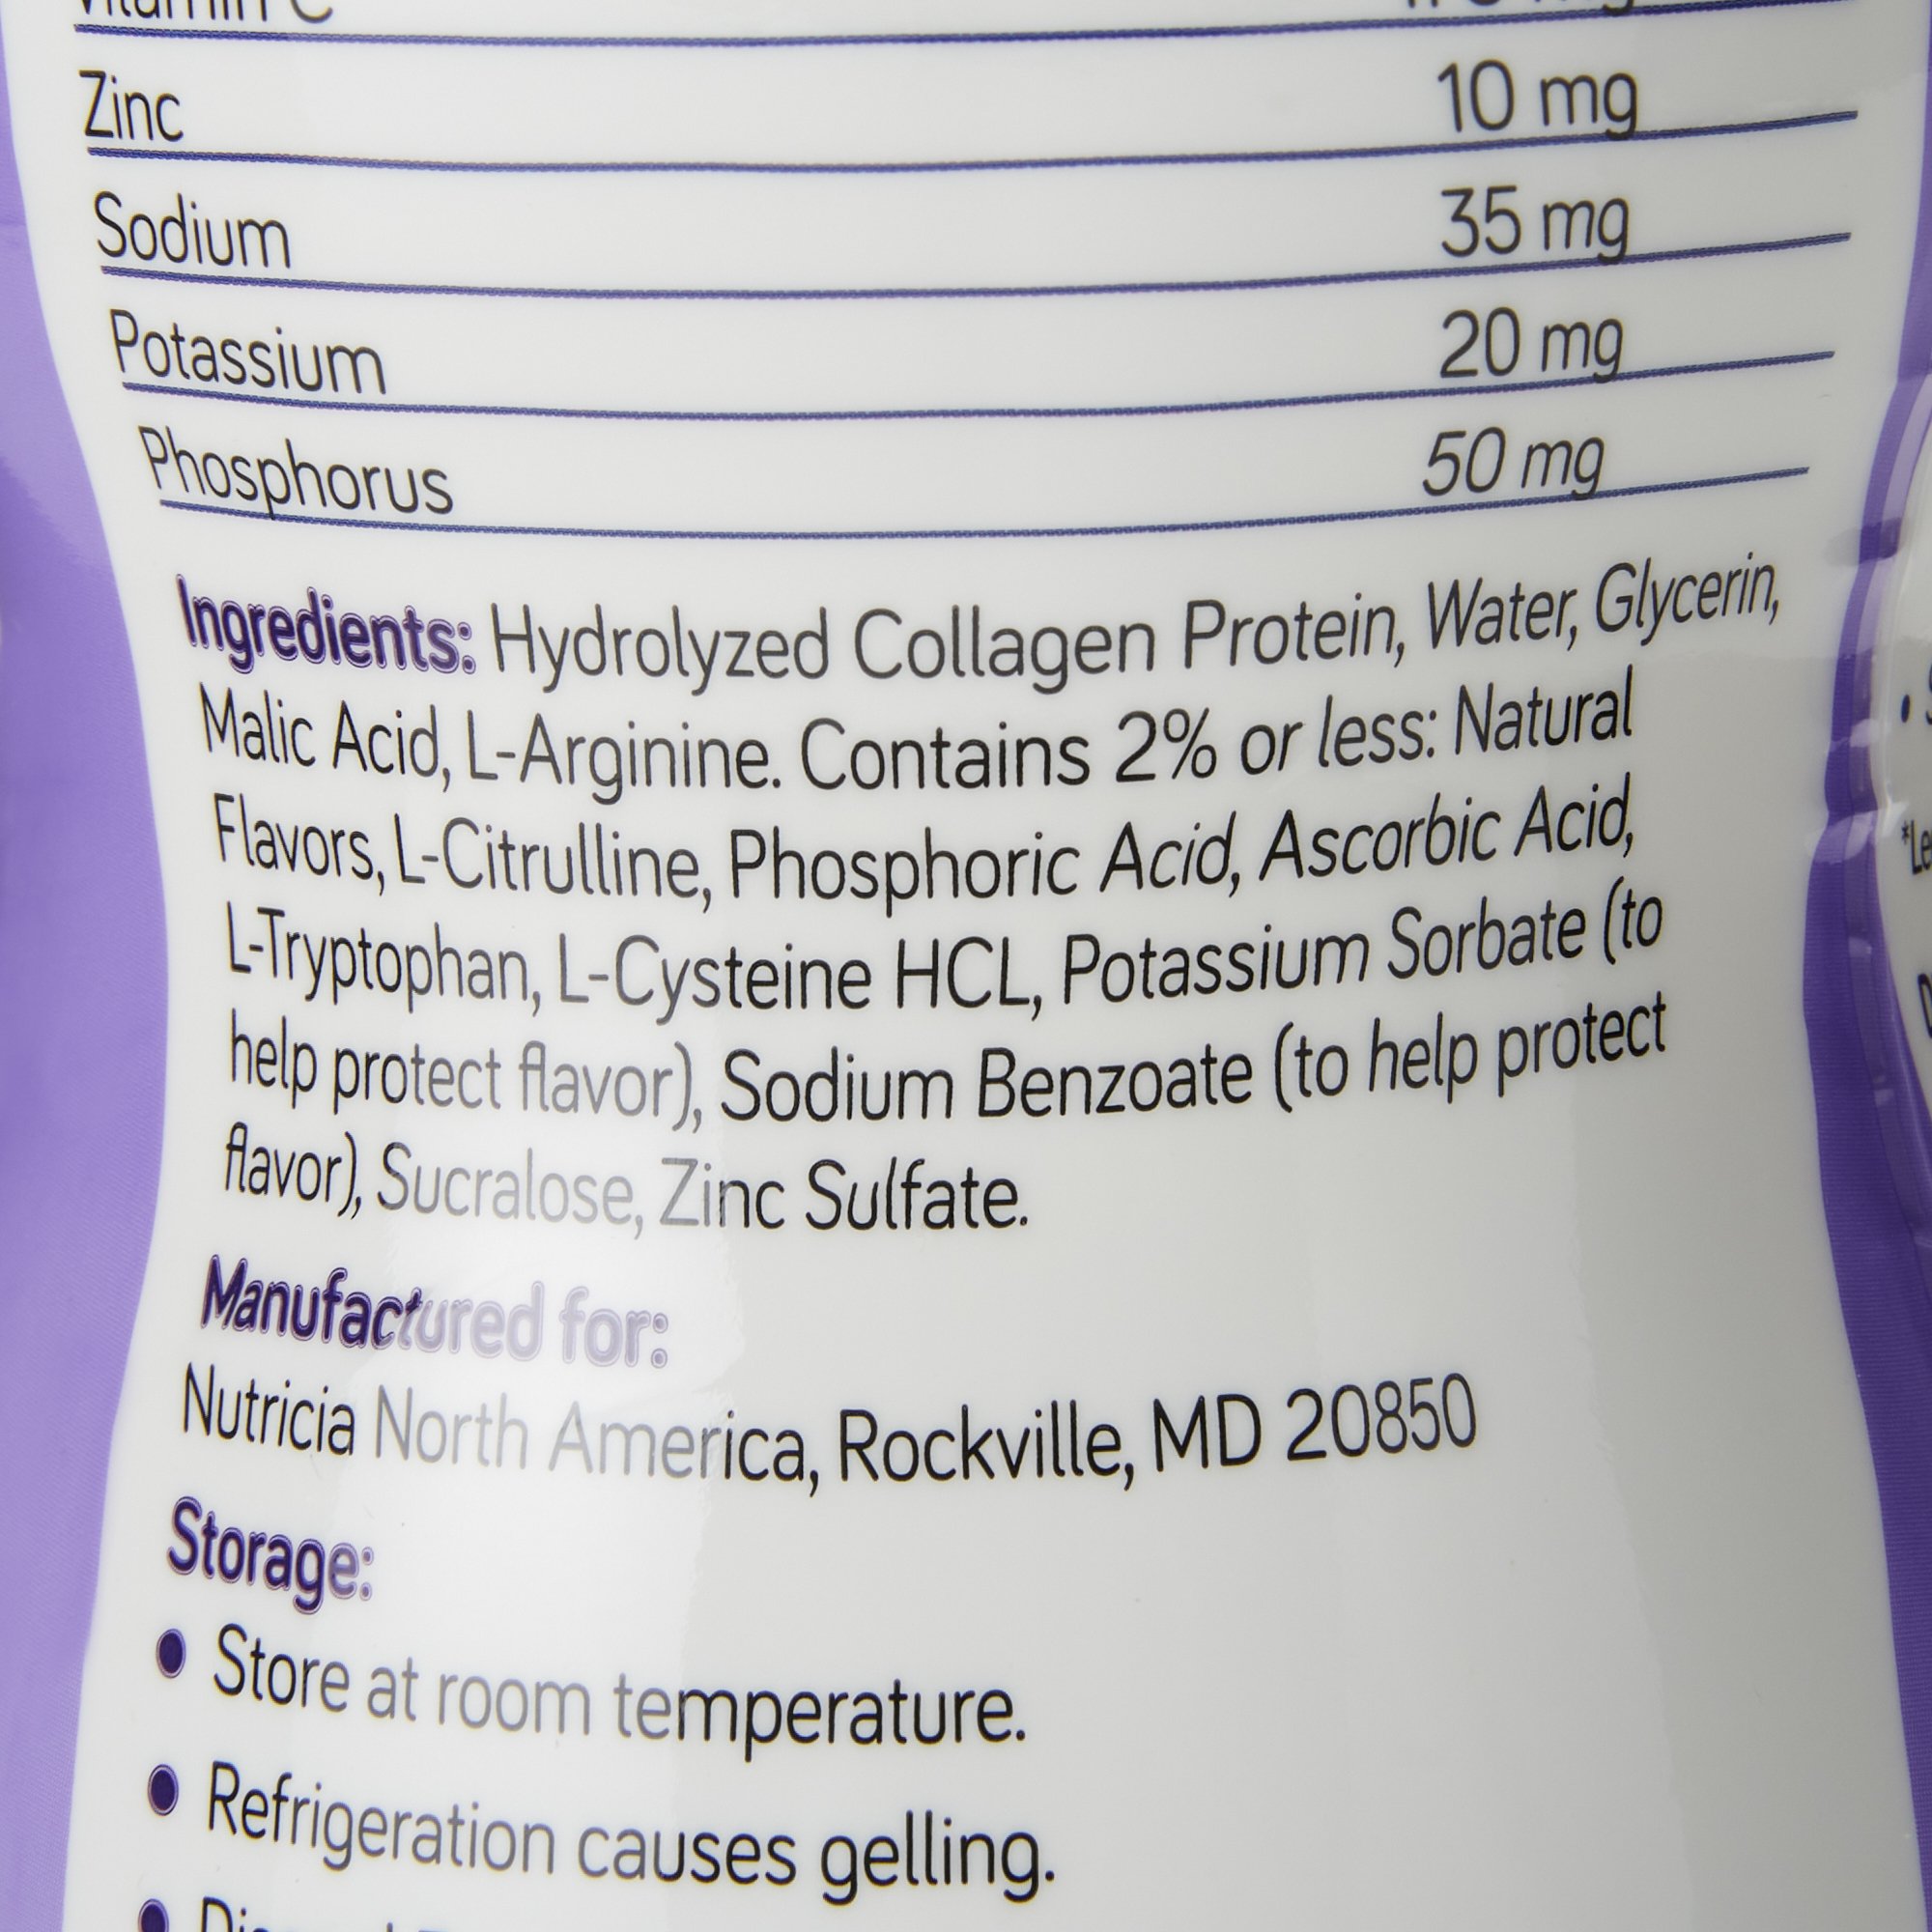 Vitamin C
Zinc 10 mg
Sodium 35 mg
Potassium 20 mg
Phosphorus 50 mg
Ingredients: Hydrolyzed Collagen Protein, Water, Glycerin,
Malic Acid, L-Arginine. Contains 2% or less: Natural
Flavors, L-Citrulline, Phosphoric Acid, Ascorbic Acid,
L-Tryptophan, L-Cysteine HCL, Potassium Sorbate (to
help protect flavor), Sodium Benzoate (to help protect
flavor), Sucralose, Zinc Sulfate.
Manufactured for:
Nutricia North America, Rockville, MD 20850
Storage:
• Store at room temperature.
• Refrigeration causes gelling.